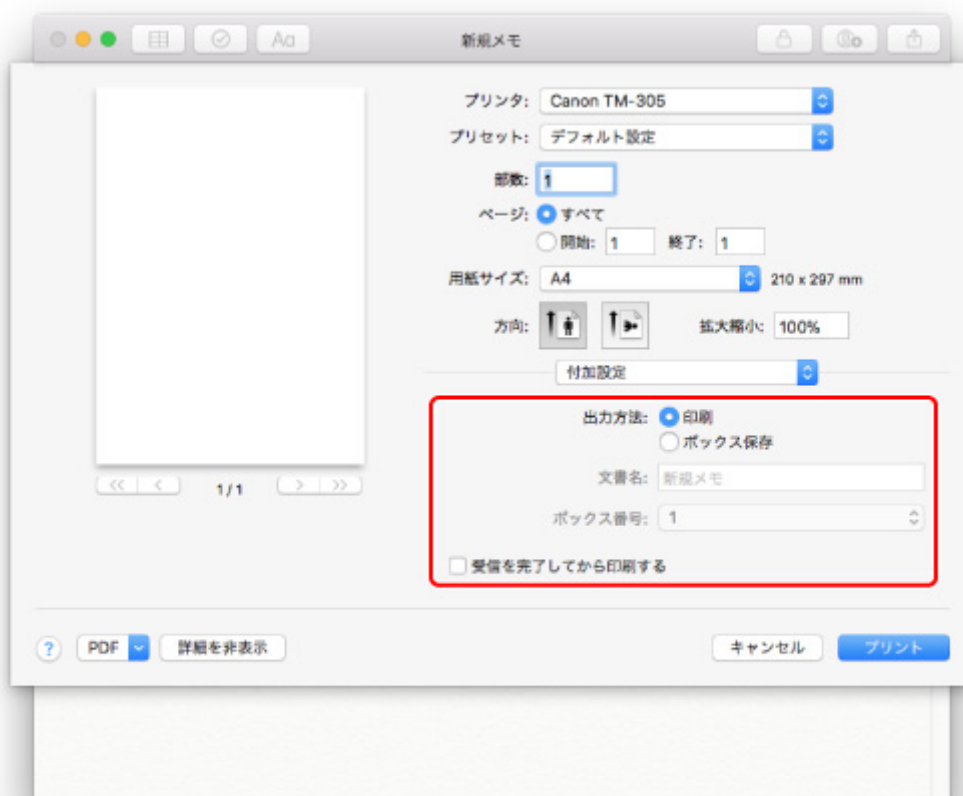 Aa
新規メモ
プリンタ: Canon TM-305
プリセット: デフォルト設定
部数: 1
ページ: すべて
開始: 1 終了: 1
用紙サイズ: A4 210 x 297 mm
方向: 拡大縮小: 100%
付加設定
出力方法: 印刷
ボックス保存
文書名: 新規メモ
ボックス番号: 1
受信を完了してから印刷する
<< < 1 / 1 > >>
? PDF 詳細を非表示 キャンセル プリント